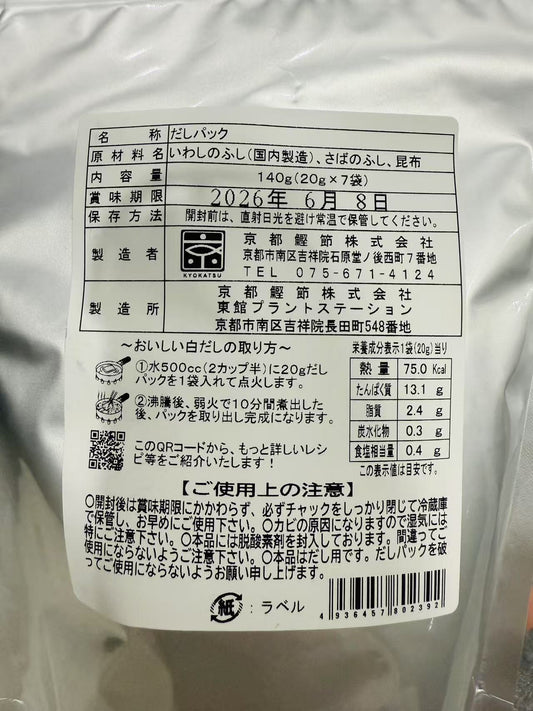 名称 だしパック
原材料名 いわしのふし(国内製造)、さばのふし、昆布
内容量 140g(20g×7袋)
賞味期限 2026年 6月 8日
保存方法 開封前は、直射日光を避け常温で保管してください。
製造者 KYOKATSU 京都鰹節株式会社
京都市南区吉祥院石原堂ノ後西町7番地
TEL 075-671-4124
製造所 京都鰹節株式会社
東館プラントステーション
京都市南区吉祥院長田町548番地
～おいしい白だしの取り方～
①水500cc(2カップ半)に20gだし
パックを1袋入れて点火します。
②沸騰後、弱火で10分間煮出した
後、パックを取り出し完成になります。
このQRコードから、もっと詳しいレシ
ピ等をご紹介いたします!
栄養成分表示1袋(20g)当り
熱量 75.0 Kcal
たんぱく質 13.1 g
脂質 2.4 g
炭水化物 0.3 g
食塩相当量 0.4 g
この表示値は目安です。
【ご使用上の注意】
〇開封後は賞味期限にかかわらず、必ずチャックをしっかり閉じて冷蔵庫
で保管し、お早めにご使用下さい。〇カビの原因になりますので湿気には
特にご注意下さい。〇本品には脱酸素剤を封入しております。間違ってご
使用にならないようご注意下さい。〇本品はだし用です。だしパックを破
ってご使用にならないようお願い申し上げます。
紙:ラベル
4936457802392